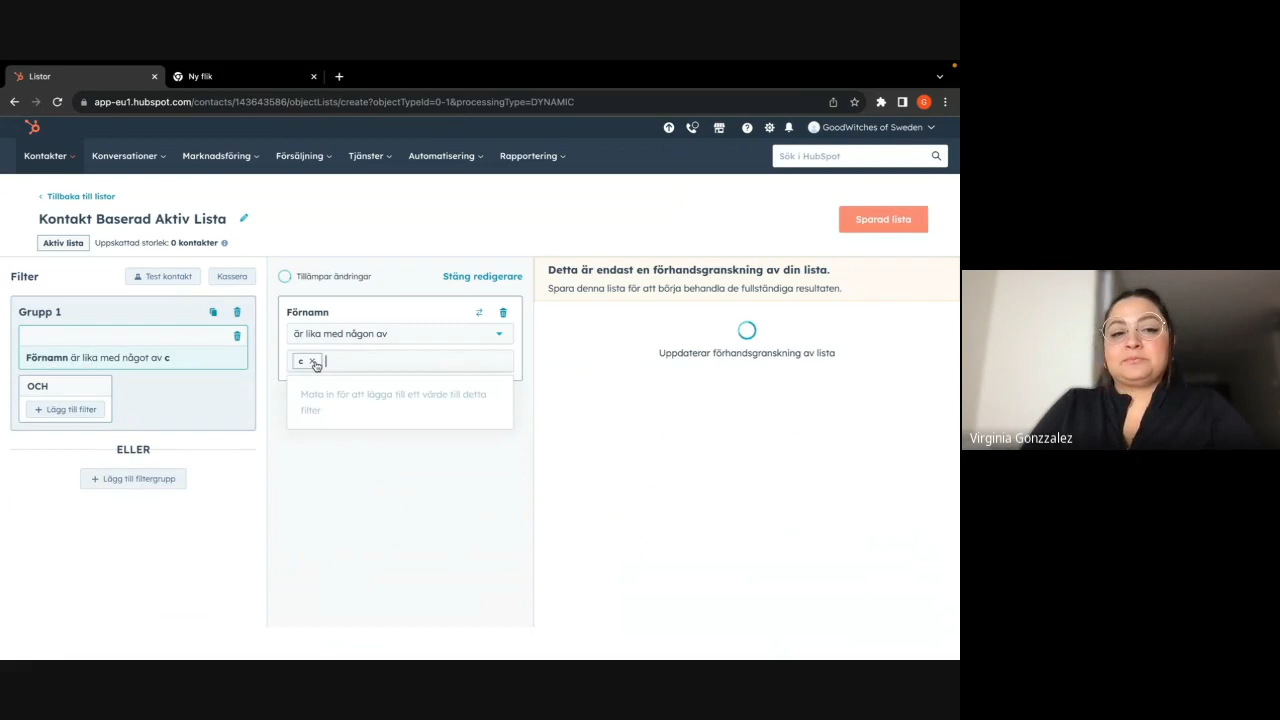 Listor
Ny flik
app-eu1.hubspot.com/contacts/143643586/objectLists/create?objectTypeId=0-1&processingType=DYNAMIC
G
GoodWitches of Sweden
Kontakter
Konversationer
Marknadsföring
Försäljning
Tjänster
Automatisering
Rapportering
Sök i HubSpot
Tillbaka till listor
Kontakt Baserad Aktiv Lista
Sparad lista
Aktiv lista
Uppskattad storlek: 0 kontakter
Filter
Test kontakt
Kassera
Grupp 1
Förnamn är lika med något av c
OCH
+ Lägg till filter
ELLER
+ Lägg till filtergrupp
Tillämpar ändringar
Stäng redigerare
Förnamn
är lika med någon av
c
Mata in för att lägga till ett värde till detta
filter
Detta är endast en förhandsgranskning av din lista.
Spara denna lista för att börja behandla de fullständiga resultaten.
Uppdaterar förhandsgranskning av lista
Virginia Gonzzalez